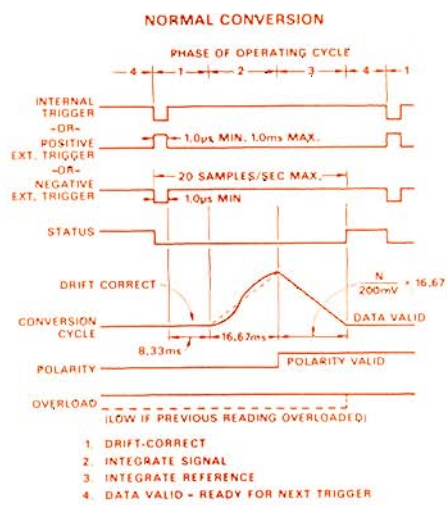 NORMAL CONVERSION
PHASE OF OPERATING CYCLE
4 1 2 3 4 1
INTERNAL
TRIGGER
-OR-
POSITIVE
EXT. TRIGGER
1.0µs MIN. 1.0ms MAX.
-OR-
NEGATIVE
EXT. TRIGGER
20 SAMPLES/SEC MAX.
1.0µs MIN
STATUS
DRIFT CORRECT
N
200mV
* 16,67
CONVERSION
CYCLE
DATA VALID
8,33ms
16,67ms
POLARITY
POLARITY VALID
OVERLOAD
(LOW IF PREVIOUS READING OVERLOADED)
1. DRIFT-CORRECT
2. INTEGRATE SIGNAL
3. INTEGRATE REFERENCE
4. DATA VALID - READY FOR NEXT TRIGGER